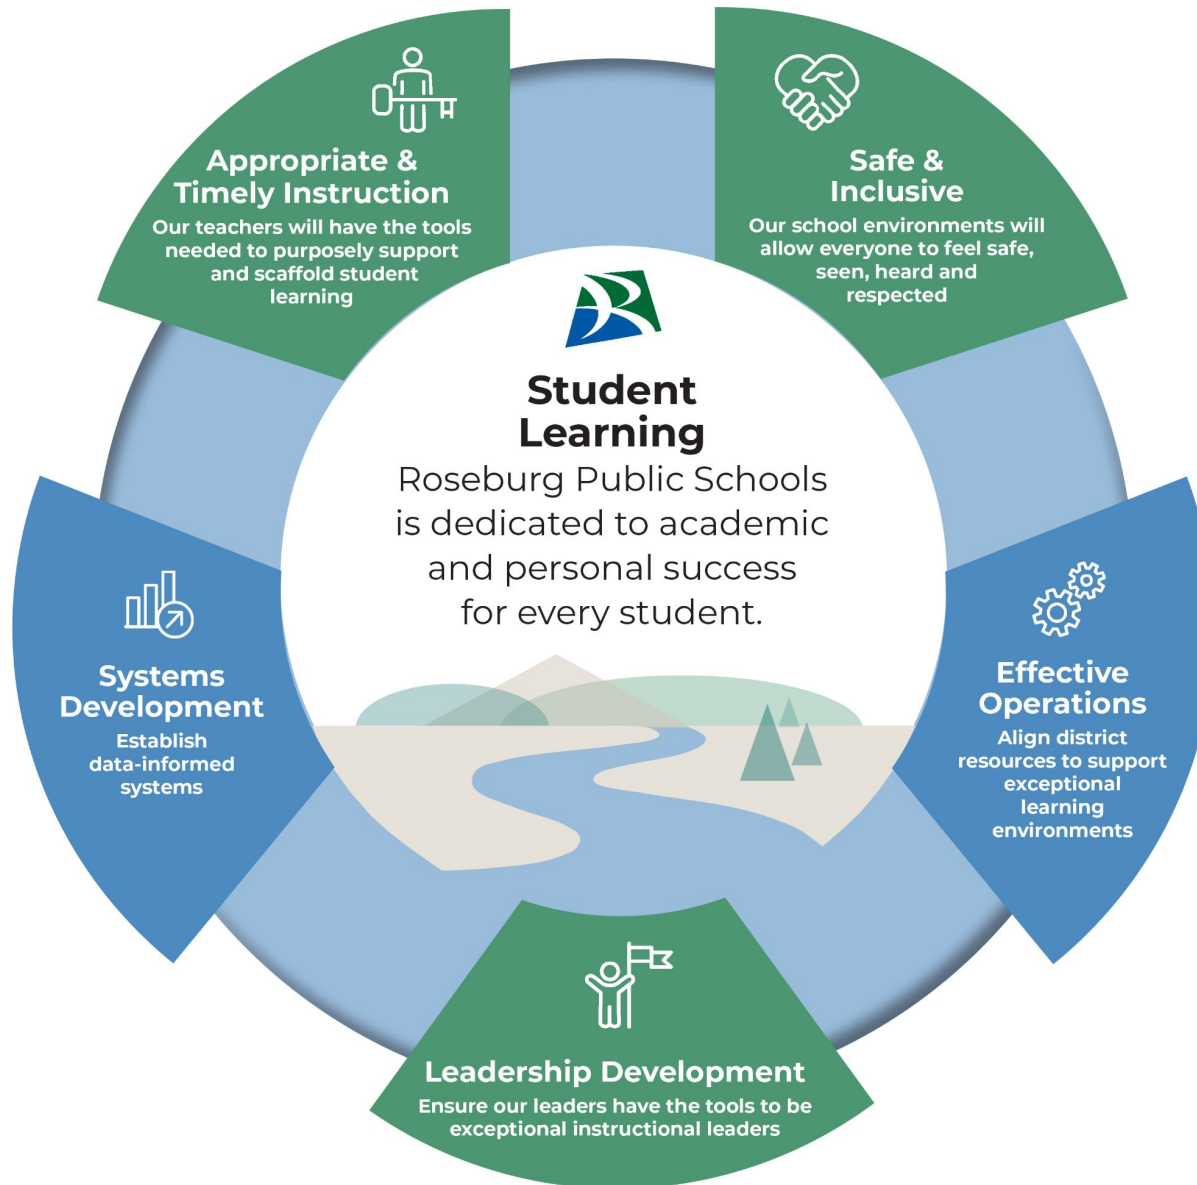 Appropriate &
Timely Instruction
Our teachers will have the tools
needed to purposely support
and scaffold student
learning
Safe &
Inclusive
Our school environments will
allow everyone to feel safe,
seen, heard and
respected
Student
Learning
Roseburg Public Schools
is dedicated to academic
and personal success
for every student.
Systems
Development
Establish
data-informed
systems
Effective
Operations
Align district
resources to support
exceptional
learning
environments
Leadership Development
Ensure our leaders have the tools to be
exceptional instructional leaders